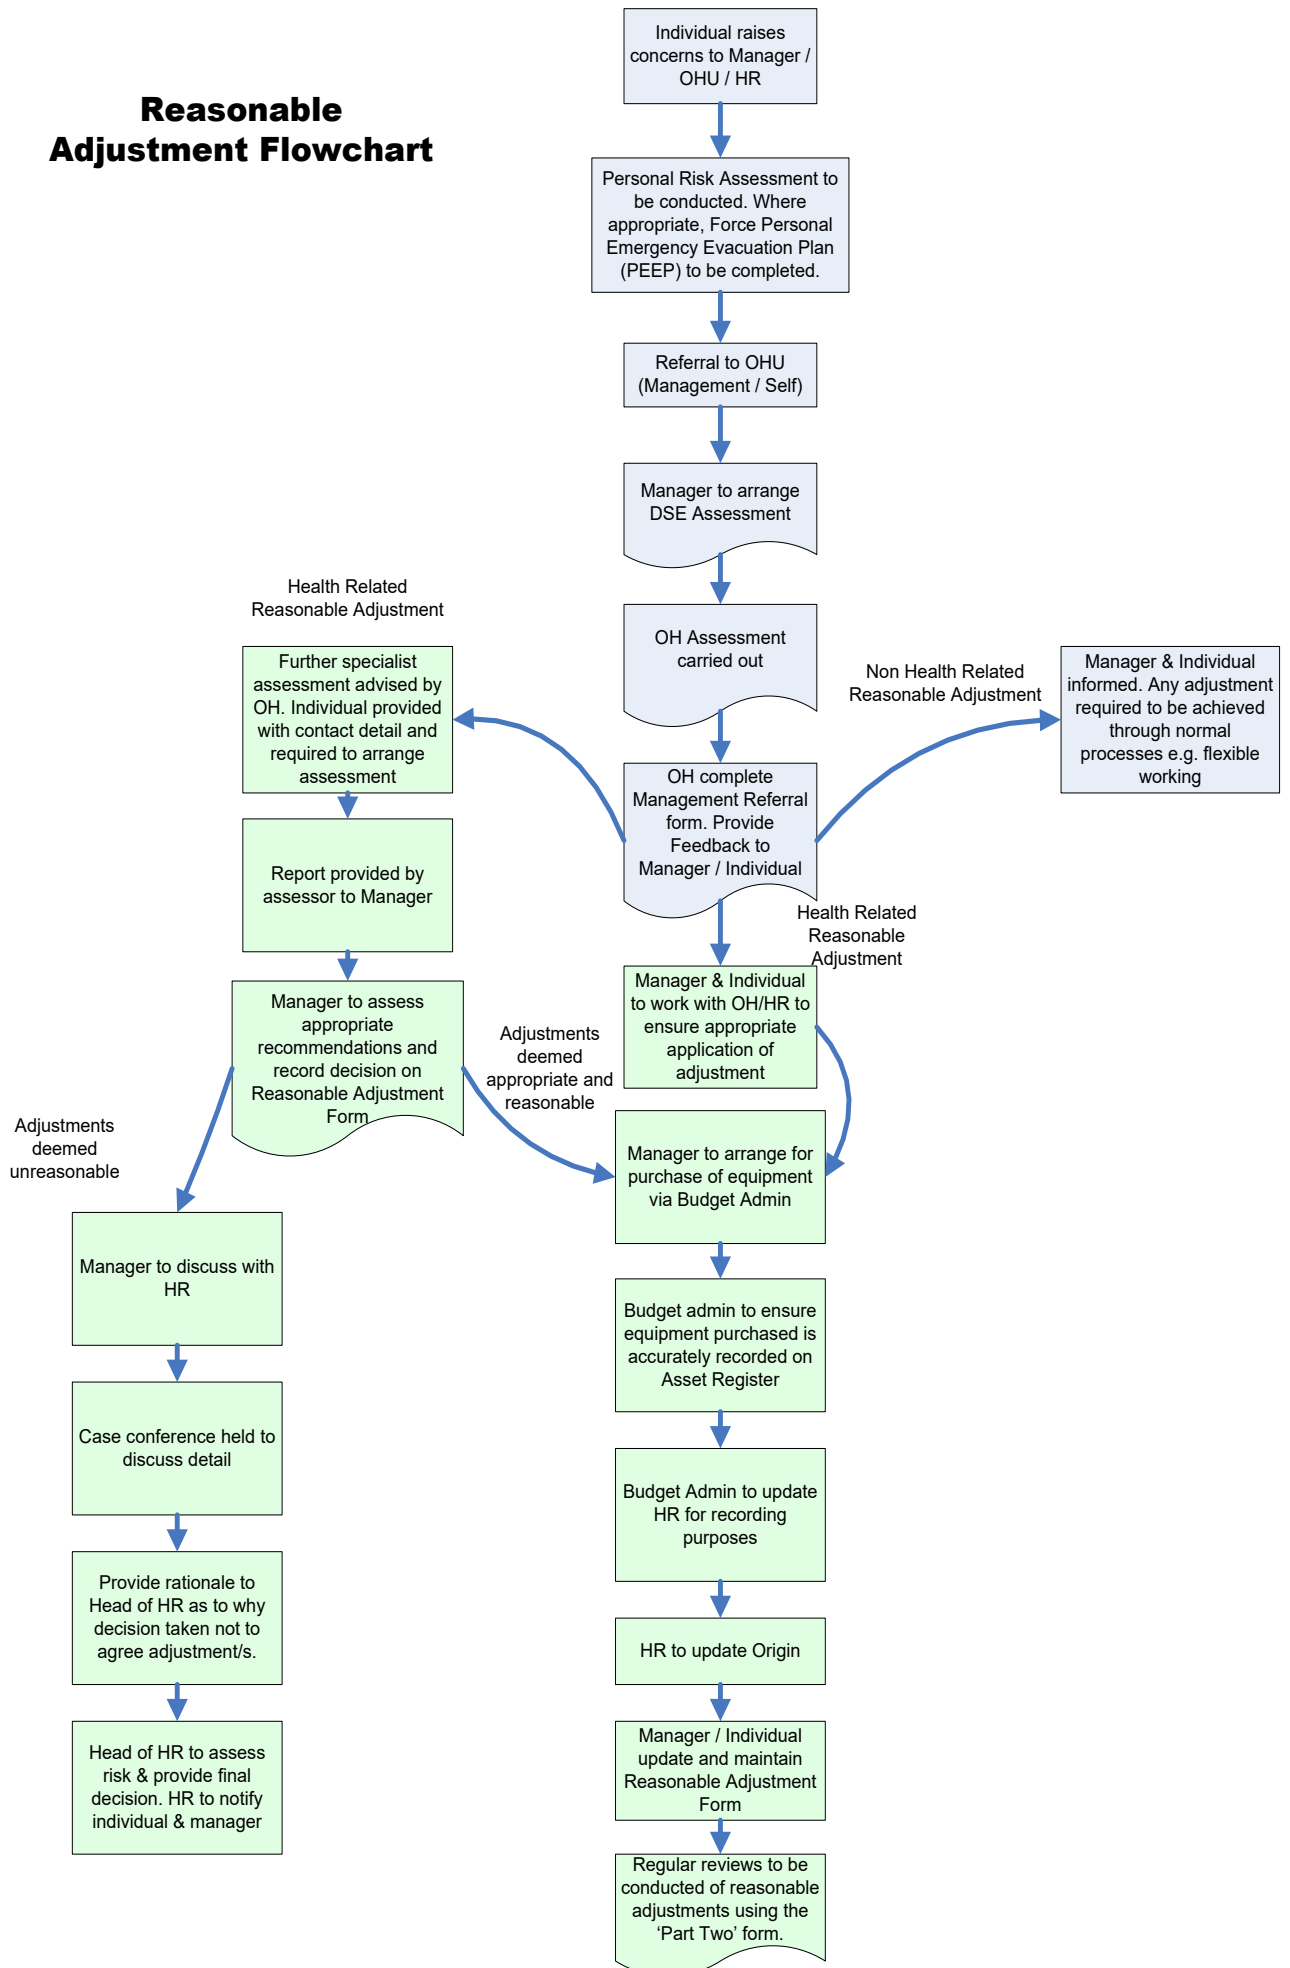 Reasonable
Adjustment Flowchart
Individual raises
concerns to Manager /
OHU / HR
Personal Risk Assessment to
be conducted. Where
appropriate, Force Personal
Emergency Evacuation Plan
(PEEP) to be completed.
Referral to OHU
(Management / Self)
Manager to arrange
DSE Assessment
OH Assessment
carried out
OH complete
Management Referral
form. Provide
Feedback to
Manager / Individual
Non Health Related
Reasonable Adjustment
Manager & Individual
informed. Any adjustment
required to be achieved
through normal
processes e.g. flexible
working
Health Related
Reasonable Adjustment
Further specialist
assessment advised by
OH. Individual provided
with contact detail and
required to arrange
assessment
Report provided by
assessor to Manager
Manager to assess
appropriate
recommendations and
record decision on
Reasonable Adjustment
Form
Adjustments
deemed
unreasonable
Manager to discuss with
HR
Case conference held to
discuss detail
Provide rationale to
Head of HR as to why
decision taken not to
agree adjustment/s.
Head of HR to assess
risk & provide final
decision. HR to notify
individual & manager
Adjustments
deemed
appropriate and
reasonable
Health Related
Reasonable
Adjustment
Manager & Individual
to work with OH/HR to
ensure appropriate
application of
adjustment
Manager to arrange for
purchase of equipment
via Budget Admin
Budget admin to ensure
equipment purchased is
accurately recorded on
Asset Register
Budget Admin to update
HR for recording
purposes
HR to update Origin
Manager / Individual
update and maintain
Reasonable Adjustment
Form
Regular reviews to be
conducted of reasonable
adjustments using the
‘Part Two’ form.